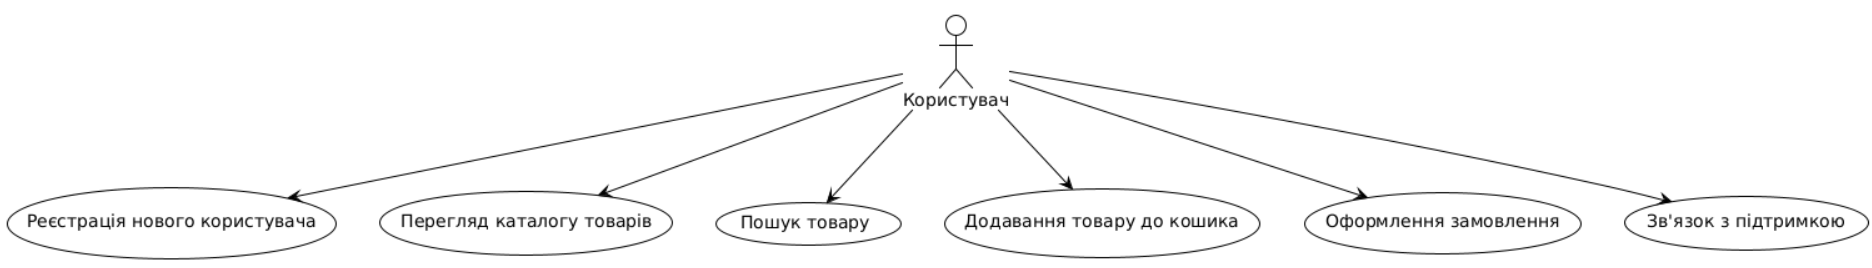 Користувач
Реєстрація нового користувача
Перегляд каталогу товарів
Пошук товару
Додавання товару до кошика
Оформлення замовлення
Зв'язок з підтримкою